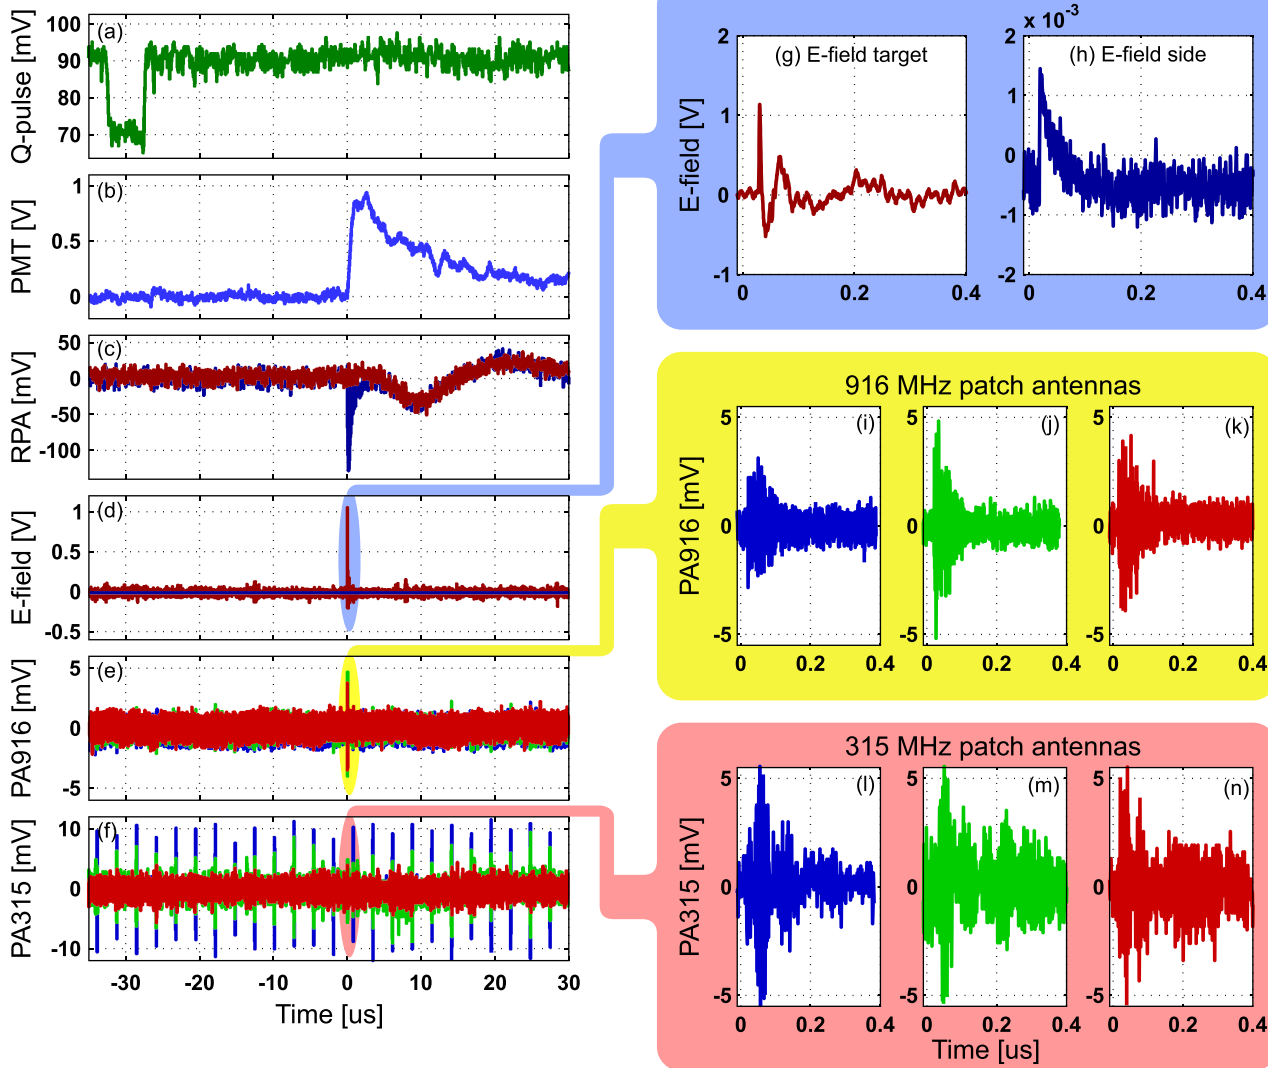 (a)
Q-pulse [mV]
100
90
80
70
(b)
PMT [V]
1
0.5
0
(c)
RPA [mV]
50
0
-50
-100
(d)
E-field [V]
1
0.5
0
-0.5
(e)
PA916 [mV]
5
0
-5
(f)
PA315 [mV]
10
0
-10
-30 -20 -10 0 10 20 30
Time [us]
(g) E-field target
E-field [V]
2
1
0
-1
0 0.2 0.4
x 10-3
(h) E-field side
2
1
0
-1
-2
0 0.2 0.4
916 MHz patch antennas
PA916 [mV]
(i)
5
0
-5
0 0.2 0.4
(j)
5
0
-5
0 0.2 0.4
(k)
5
0
-5
0 0.2 0.4
315 MHz patch antennas
PA315 [mV]
(l)
5
0
-5
0 0.2 0.4
(m)
5
0
-5
0 0.2 0.4
(n)
5
0
-5
0 0.2 0.4
Time [us]